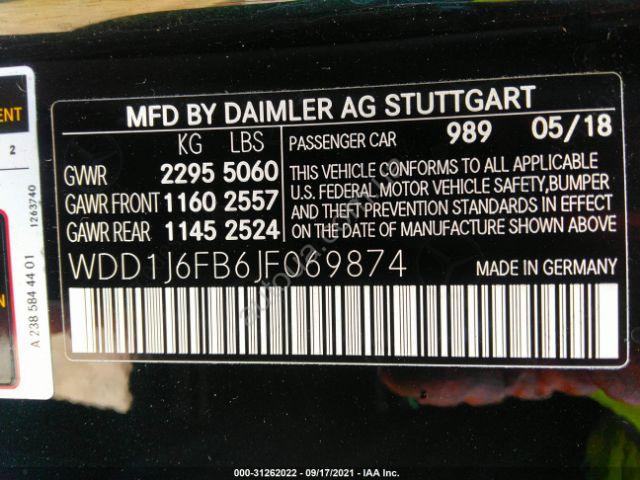 MFD BY DAIMLER AG STUTTGART
KG LBS
GVWR 2295 5060
GAWR FRONT 1160 2557
GAWR REAR 1145 2524
PASSENGER CAR 989 05/18
THIS VEHICLE CONFORMS TO ALL APPLICABLE
U.S. FEDERAL MOTOR VEHICLE SAFETY,BUMPER
AND THEFT PREVENTION STANDARDS IN EFFECT
ON DATE OF MANUFACTURE SHOWN ABOVE
WDD1J6FB6JF069874
MADE IN GERMANY
2
1263740
A 238 584 44 01
000-31262022 - 09/17/2021 - IAA Inc.